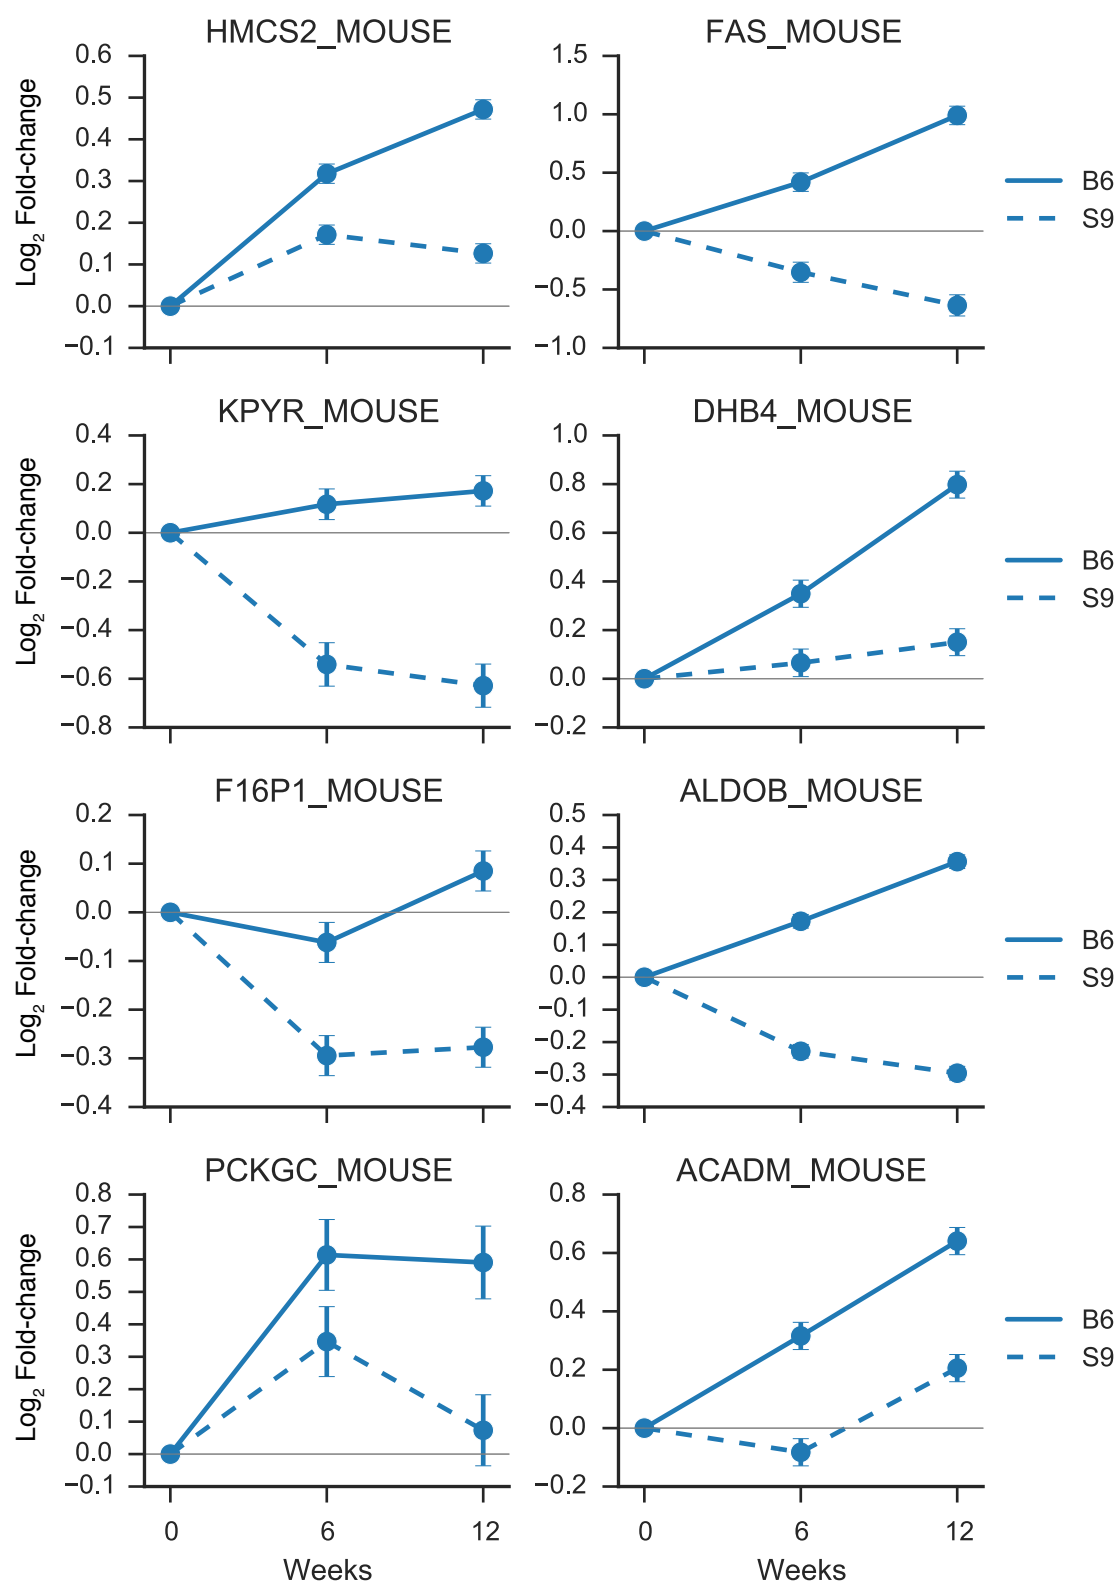 HMCS2_MOUSE
0.6
0.5
0.4
0.3
0.2
0.1
0.0
−0.1
Log2 Fold-change
FAS_MOUSE
1.5
1.0
0.5
0.0
−0.5
−1.0
B6
S9
KPYR_MOUSE
0.4
0.2
0.0
−0.2
−0.4
−0.6
−0.8
Log2 Fold-change
DHB4_MOUSE
1.0
0.8
0.6
0.4
0.2
0.0
−0.2
B6
S9
F16P1_MOUSE
0.2
0.1
0.0
−0.1
−0.2
−0.3
−0.4
Log2 Fold-change
ALDOB_MOUSE
0.5
0.4
0.3
0.2
0.1
0.0
−0.1
−0.2
−0.3
−0.4
B6
S9
PCKGC_MOUSE
0.8
0.7
0.6
0.5
0.4
0.3
0.2
0.1
0.0
−0.1
Log2 Fold-change
0 6 12
Weeks
ACADM_MOUSE
0.8
0.6
0.4
0.2
0.0
−0.2
0 6 12
Weeks
B6
S9